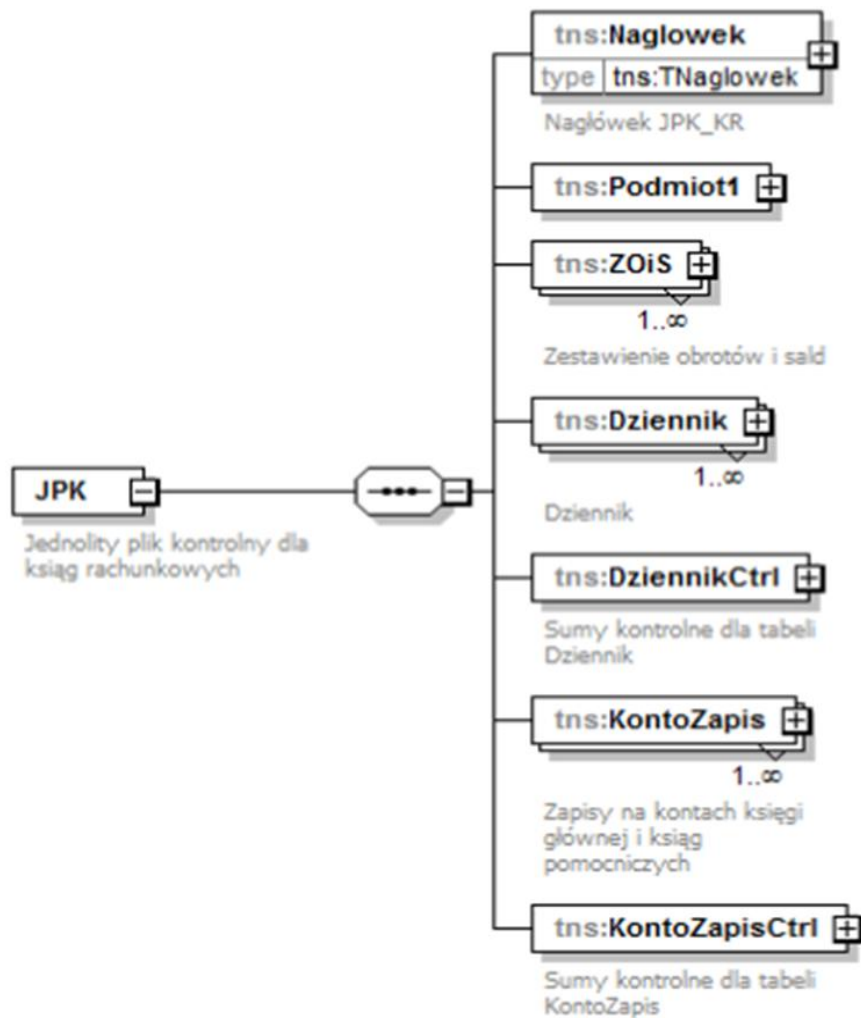 tns:Naglowek
type tns:TNaglowek
Nagłówek JPK_KR
tns:Podmiot1
tns:ZOiS
1..∞
Zestawienie obrotów i sald
tns:Dziennik
1..∞
Dziennik
JPK
Jednolity plik kontrolny dla
ksiąg rachunkowych
tns:DziennikCtrl
Sumy kontrolne dla tabeli
Dziennik
tns:KontoZapis
1..∞
Zapisy na kontach księgi
głównej i ksiąg
pomocniczych
tns:KontoZapisCtrl
Sumy kontrolne dla tabeli
KontoZapis